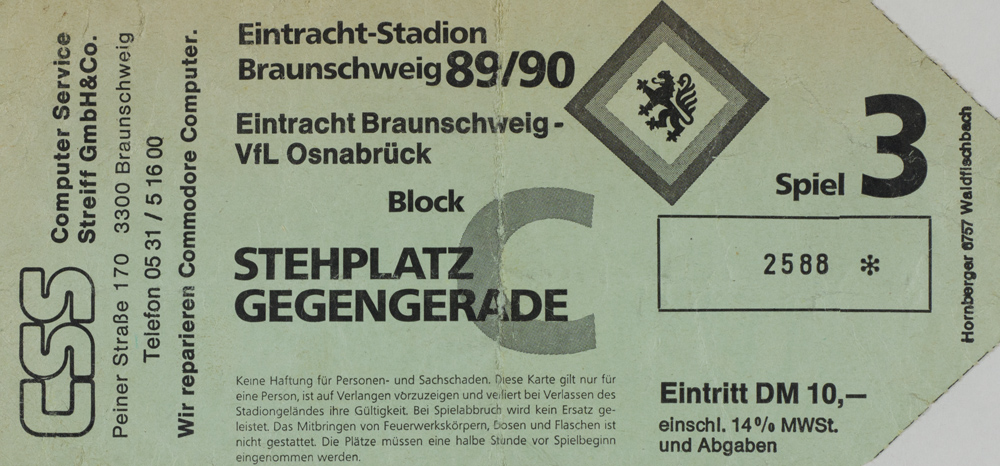 CSS
Computer Service
Streiff GmbH&Co.
Peiner Straße 170 3300 Braunschweig
Telefon 05 31 / 5 16 00
Wir reparieren Commodore Computer.
Eintracht-Stadion
Braunschweig 89/90
Eintracht Braunschweig -
VfL Osnabrück
Block C
STEHPLATZ
GEGENGERADE
Keine Haftung für Personen- und Sachschaden. Diese Karte gilt nur für
eine Person, ist auf Verlangen vorzuzeigen und verliert bei Verlassen des
Stadiongeländes ihre Gültigkeit. Bei Spielabbruch wird kein Ersatz ge-
leistet. Das Mitbringen von Feuerwerkskörpern, Dosen und Flaschen ist
nicht gestattet. Die Plätze müssen eine halbe Stunde vor Spielbeginn
eingenommen werden.
Spiel 3
2588 *
Eintritt DM 10,—
einschl. 14% MWSt.
und Abgaben
Hornberger 6757 Waldfischbach